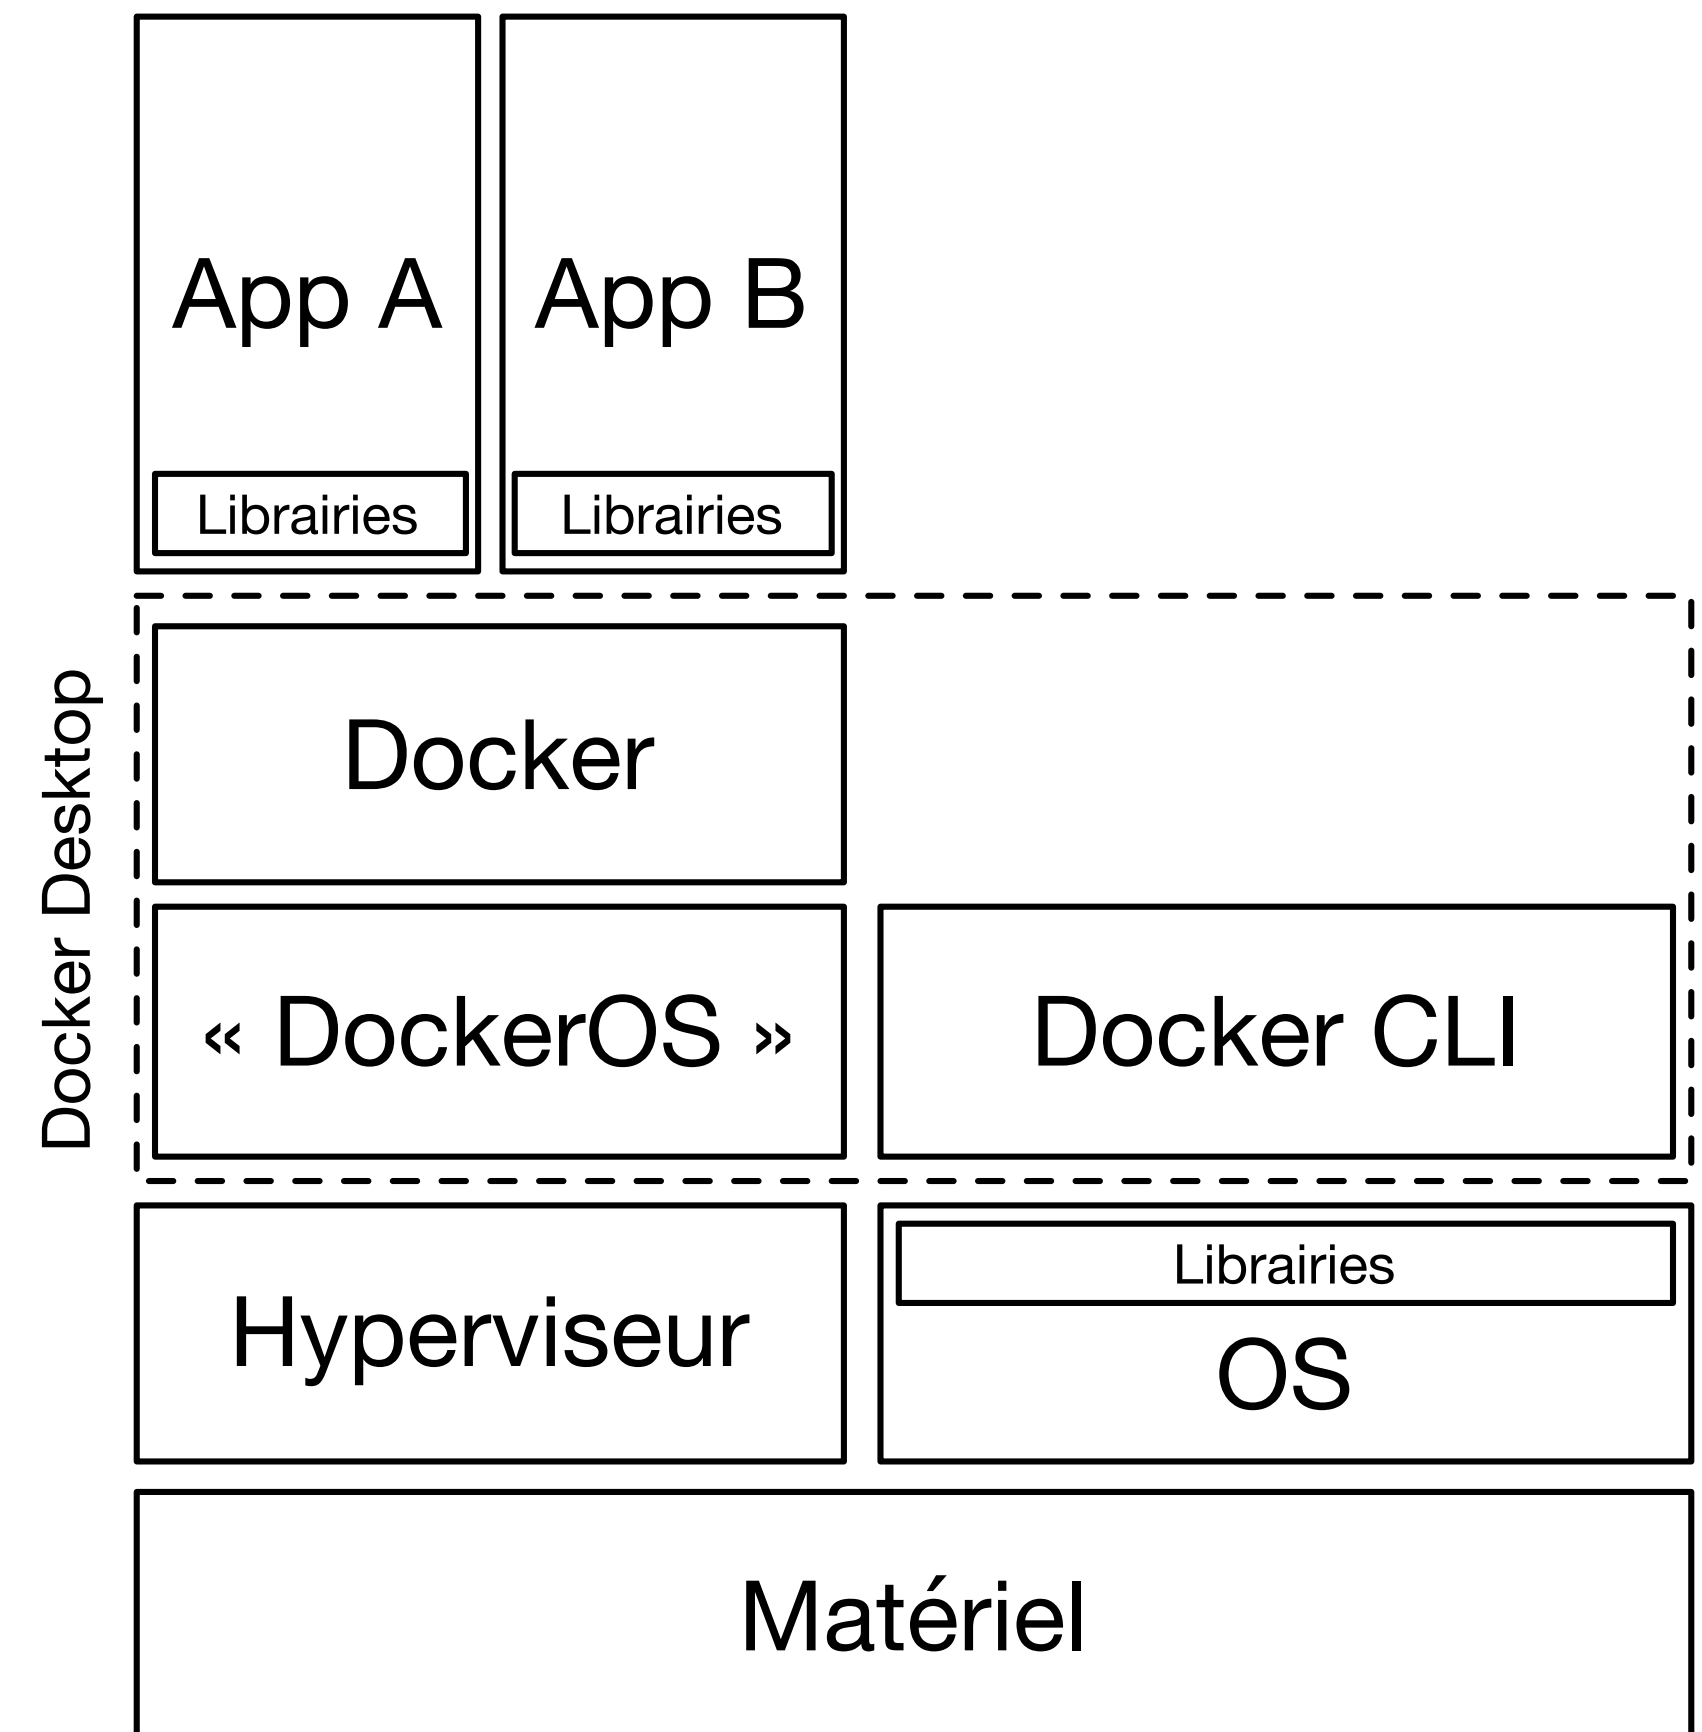 App A
App B
Librairies
Librairies
Docker Desktop
Docker
« DockerOS »
Docker CLI
Hyperviseur
Librairies
OS
Matériel